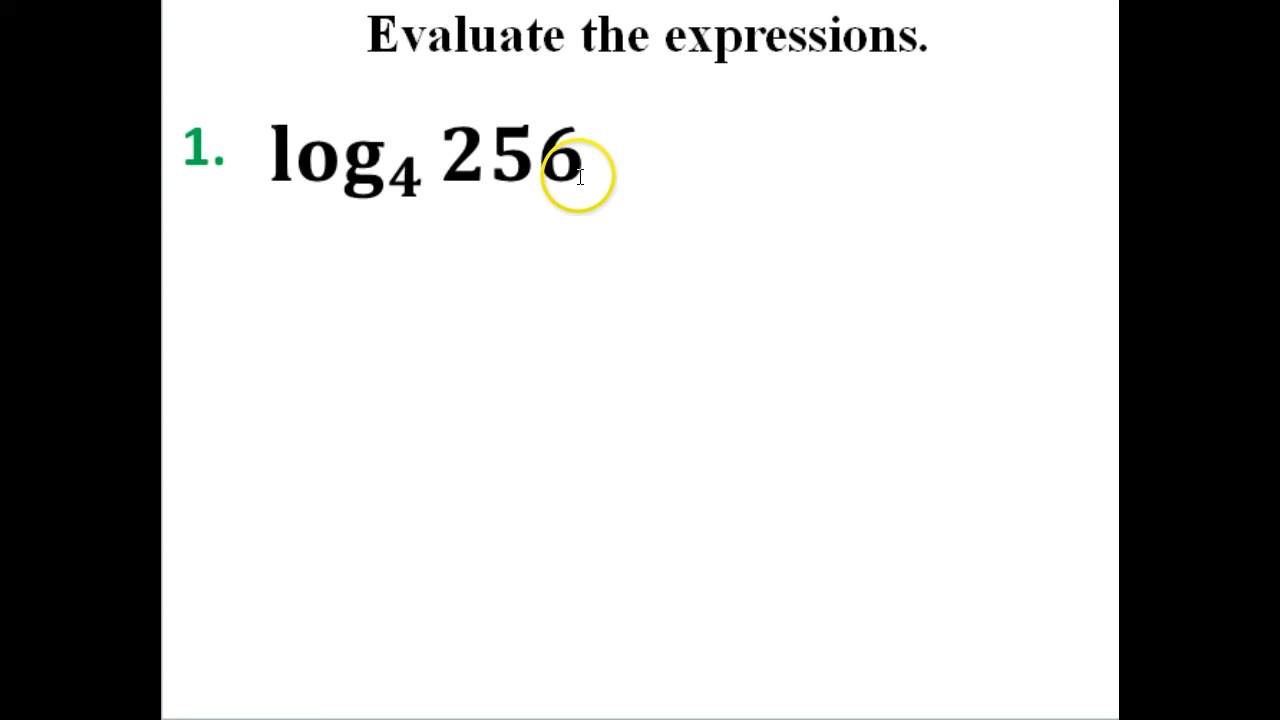 Evaluate the expressions.
1. log₄ 256